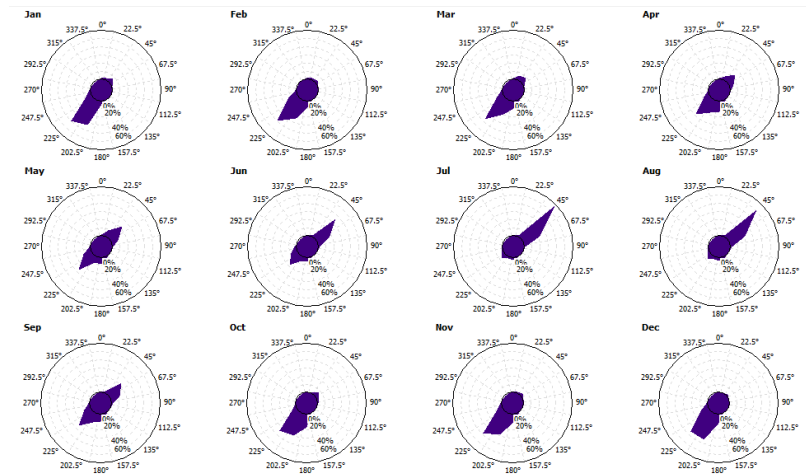 Jan Feb Mar Apr
337.5° 0° 22.5° 337.5° 0° 22.5° 337.5° 0° 22.5° 337.5° 0° 22.5°
315° 45° 315° 45° 315° 45° 315° 45°
292.5° 67.5° 292.5° 67.5° 292.5° 67.5° 292.5° 67.5°
270° 90° 270° 90° 270° 90° 270° 90°
0% 0% 0% 0%
247.5° 20% 112.5° 247.5° 20% 112.5° 247.5° 20% 112.5° 247.5° 20% 112.5°
40% 40% 40% 40%
225° 60% 135° 225° 60% 135° 225° 60% 135° 225° 60% 135°
202.5° 157.5° 202.5° 157.5° 202.5° 157.5° 202.5° 157.5°
180° 180° 180° 180°
May Jun Jul Aug
337.5° 0° 22.5° 337.5° 0° 22.5° 337.5° 0° 22.5° 337.5° 0° 22.5°
315° 45° 315° 45° 315° 45° 315° 45°
292.5° 67.5° 292.5° 67.5° 292.5° 67.5° 292.5° 67.5°
270° 90° 270° 90° 270° 90° 270° 90°
0% 0% 0% 0%
247.5° 20% 112.5° 247.5° 20% 112.5° 247.5° 20% 112.5° 247.5° 20% 112.5°
40% 40% 40% 40%
225° 60% 135° 225° 60% 135° 225° 60% 135° 225° 60% 135°
202.5° 157.5° 202.5° 157.5° 202.5° 157.5° 202.5° 157.5°
180° 180° 180° 180°
Sep Oct Nov Dec
337.5° 0° 22.5° 337.5° 0° 22.5° 337.5° 0° 22.5° 337.5° 0° 22.5°
315° 45° 315° 45° 315° 45° 315° 45°
292.5° 67.5° 292.5° 67.5° 292.5° 67.5° 292.5° 67.5°
270° 90° 270° 90° 270° 90° 270° 90°
0% 0% 0% 0%
247.5° 20% 112.5° 247.5° 20% 112.5° 247.5° 20% 112.5° 247.5° 20% 112.5°
40% 40% 40% 40%
225° 60% 135° 225° 60% 135° 225° 60% 135° 225° 60% 135°
202.5° 157.5° 202.5° 157.5° 202.5° 157.5° 202.5° 157.5°
180° 180° 180° 180°